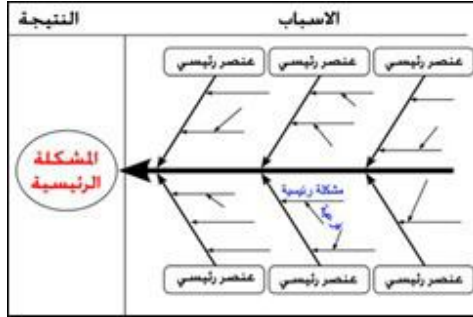 الاسباب
النتيجة
عنصر رئيسي
عنصر رئيسي
عنصر رئيسي
المشكلة
الرئيسية
مشكلة رئيسية
عنصر رئيسي
عنصر رئيسي
عنصر رئيسي